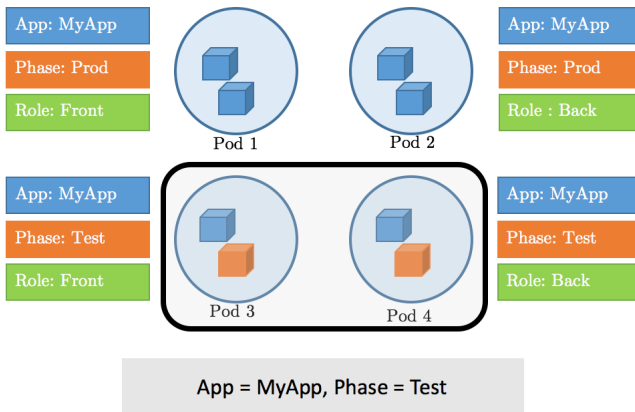 App: MyApp
Phase: Prod
Role: Front
Pod 1
Pod 2
App: MyApp
Phase: Prod
Role : Back
App: MyApp
Phase: Test
Role: Front
Pod 3
Pod 4
App: MyApp
Phase: Test
Role: Back
App = MyApp, Phase = Test